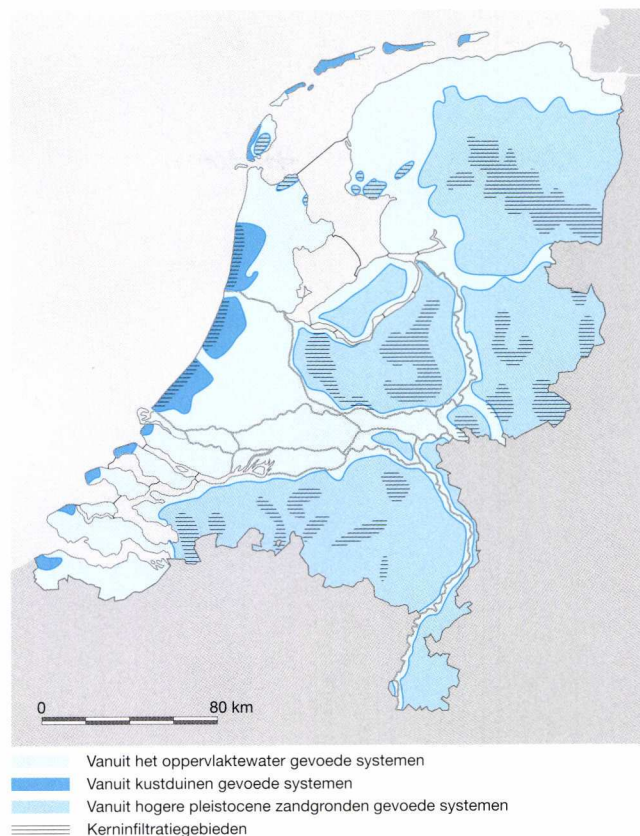 0 80 km
Vanuit het oppervlaktewater gevoede systemen
Vanuit kustduinen gevoede systemen
Vanuit hogere pleistocene zandgronden gevoede systemen
Kerninfiltratiegebieden